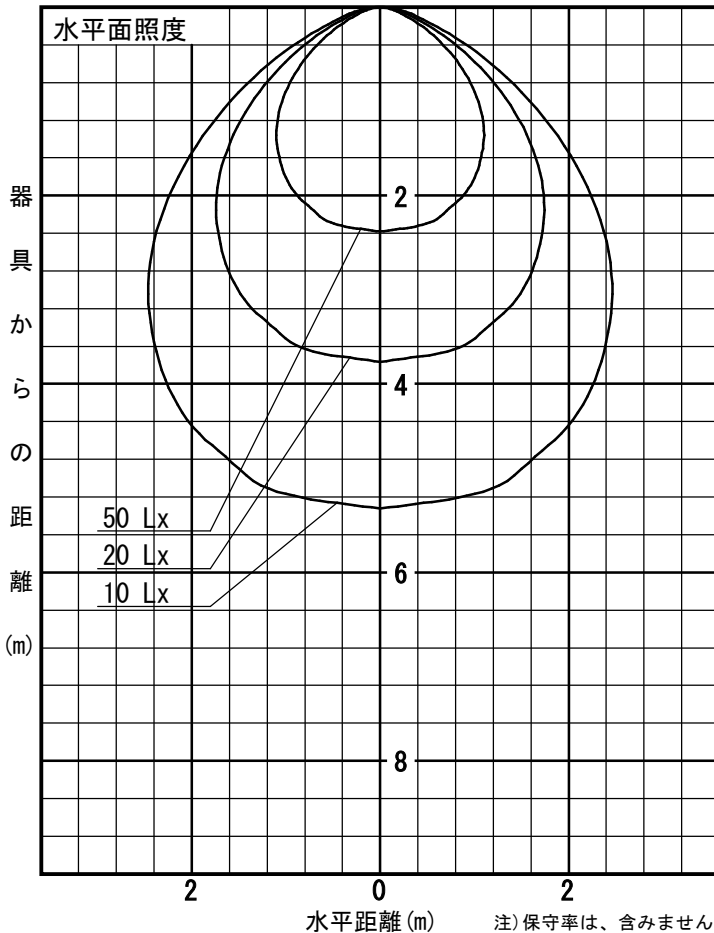 水平面照度
器具からの距離(m)
2
4
6
8
50 Lx
20 Lx
10 Lx
2
0
2
水平距離(m)
注)保守率は、含みません